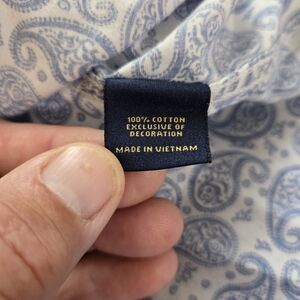 100% COTTON
EXCLUSIVE OF
DECORATION
MADE IN VIETNAM